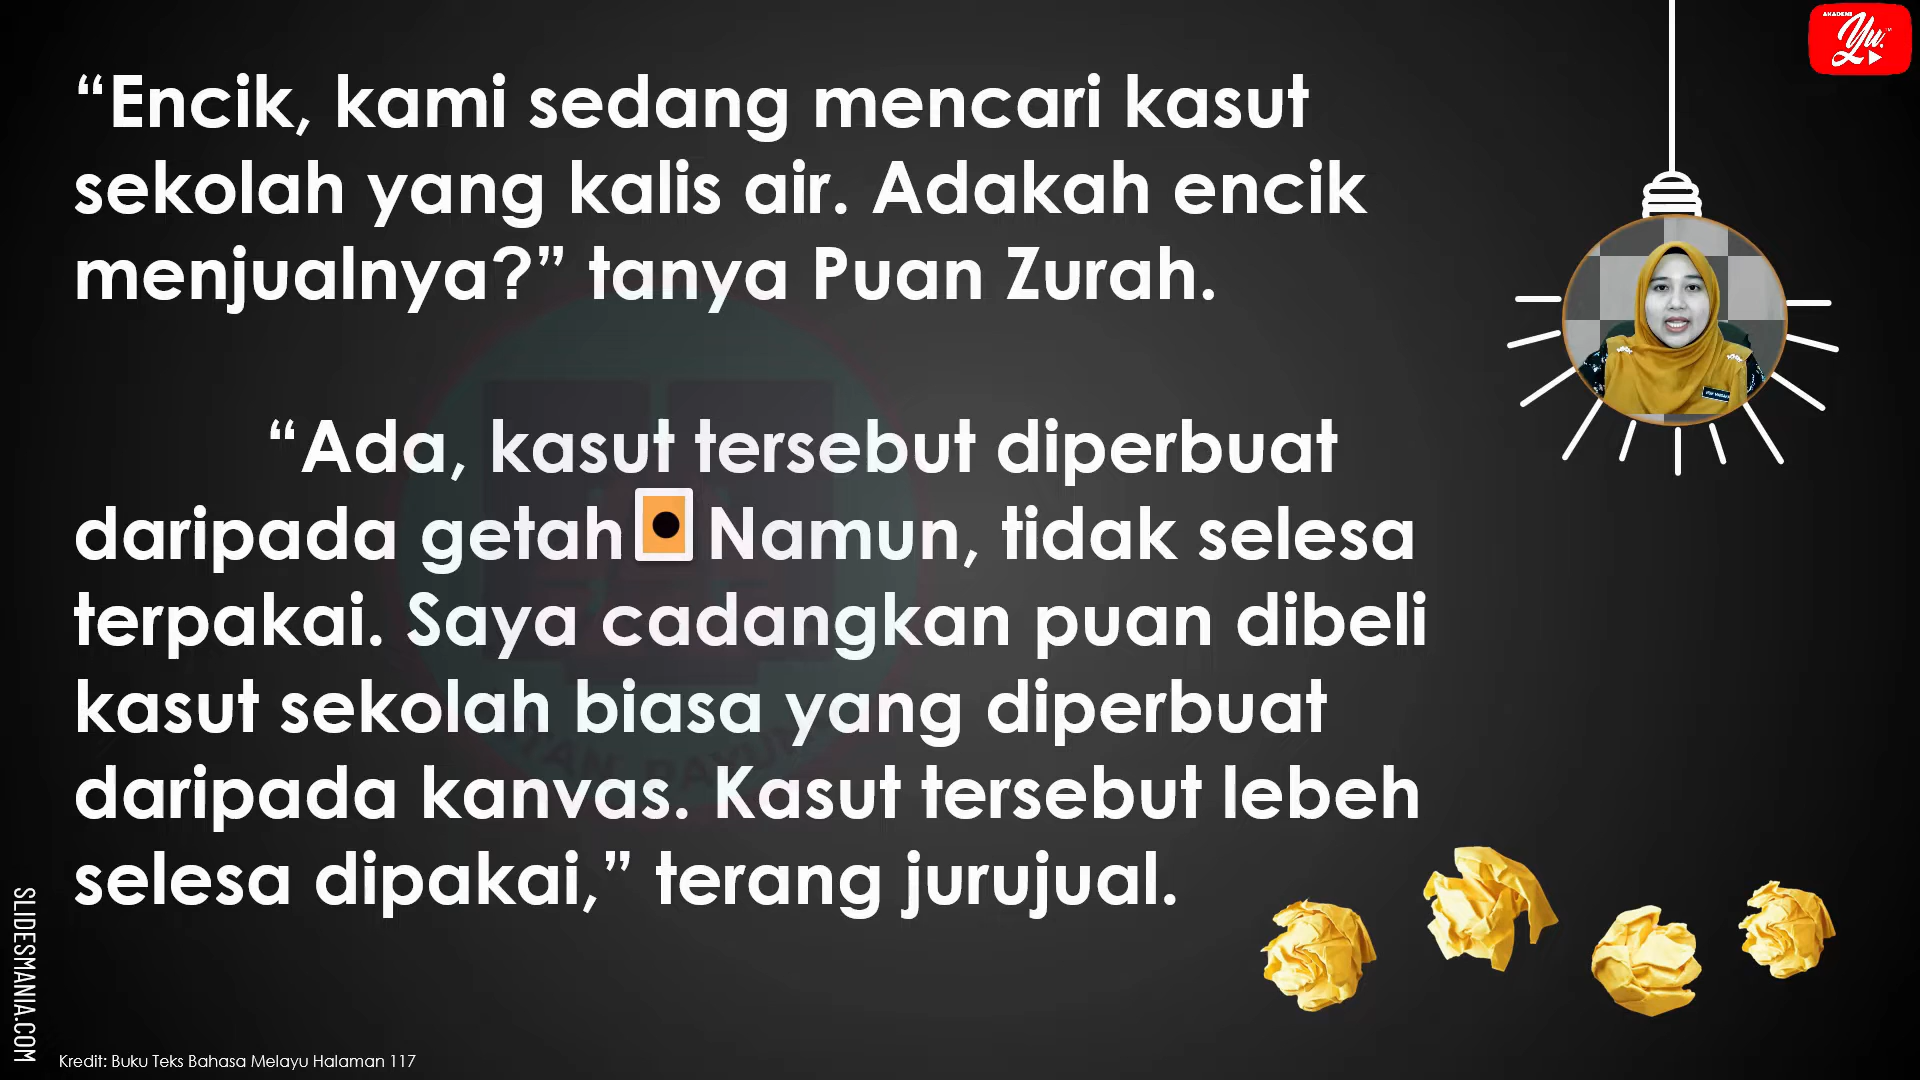 “Encik, kami sedang mencari kasut
sekolah yang kalis air. Adakah encik
menjualnya?” tanya Puan Zurah.
“Ada, kasut tersebut diperbuat
daripada getah. Namun, tidak selesa
terpakai. Saya cadangkan puan dibeli
kasut sekolah biasa yang diperbuat
daripada kanvas. Kasut tersebut lebeh
selesa dipakai,” terang jurujual.
SLIDESMANIA.COM
Kredit: Buku Teks Bahasa Melayu Halaman 117
AKADEMI
Yu.